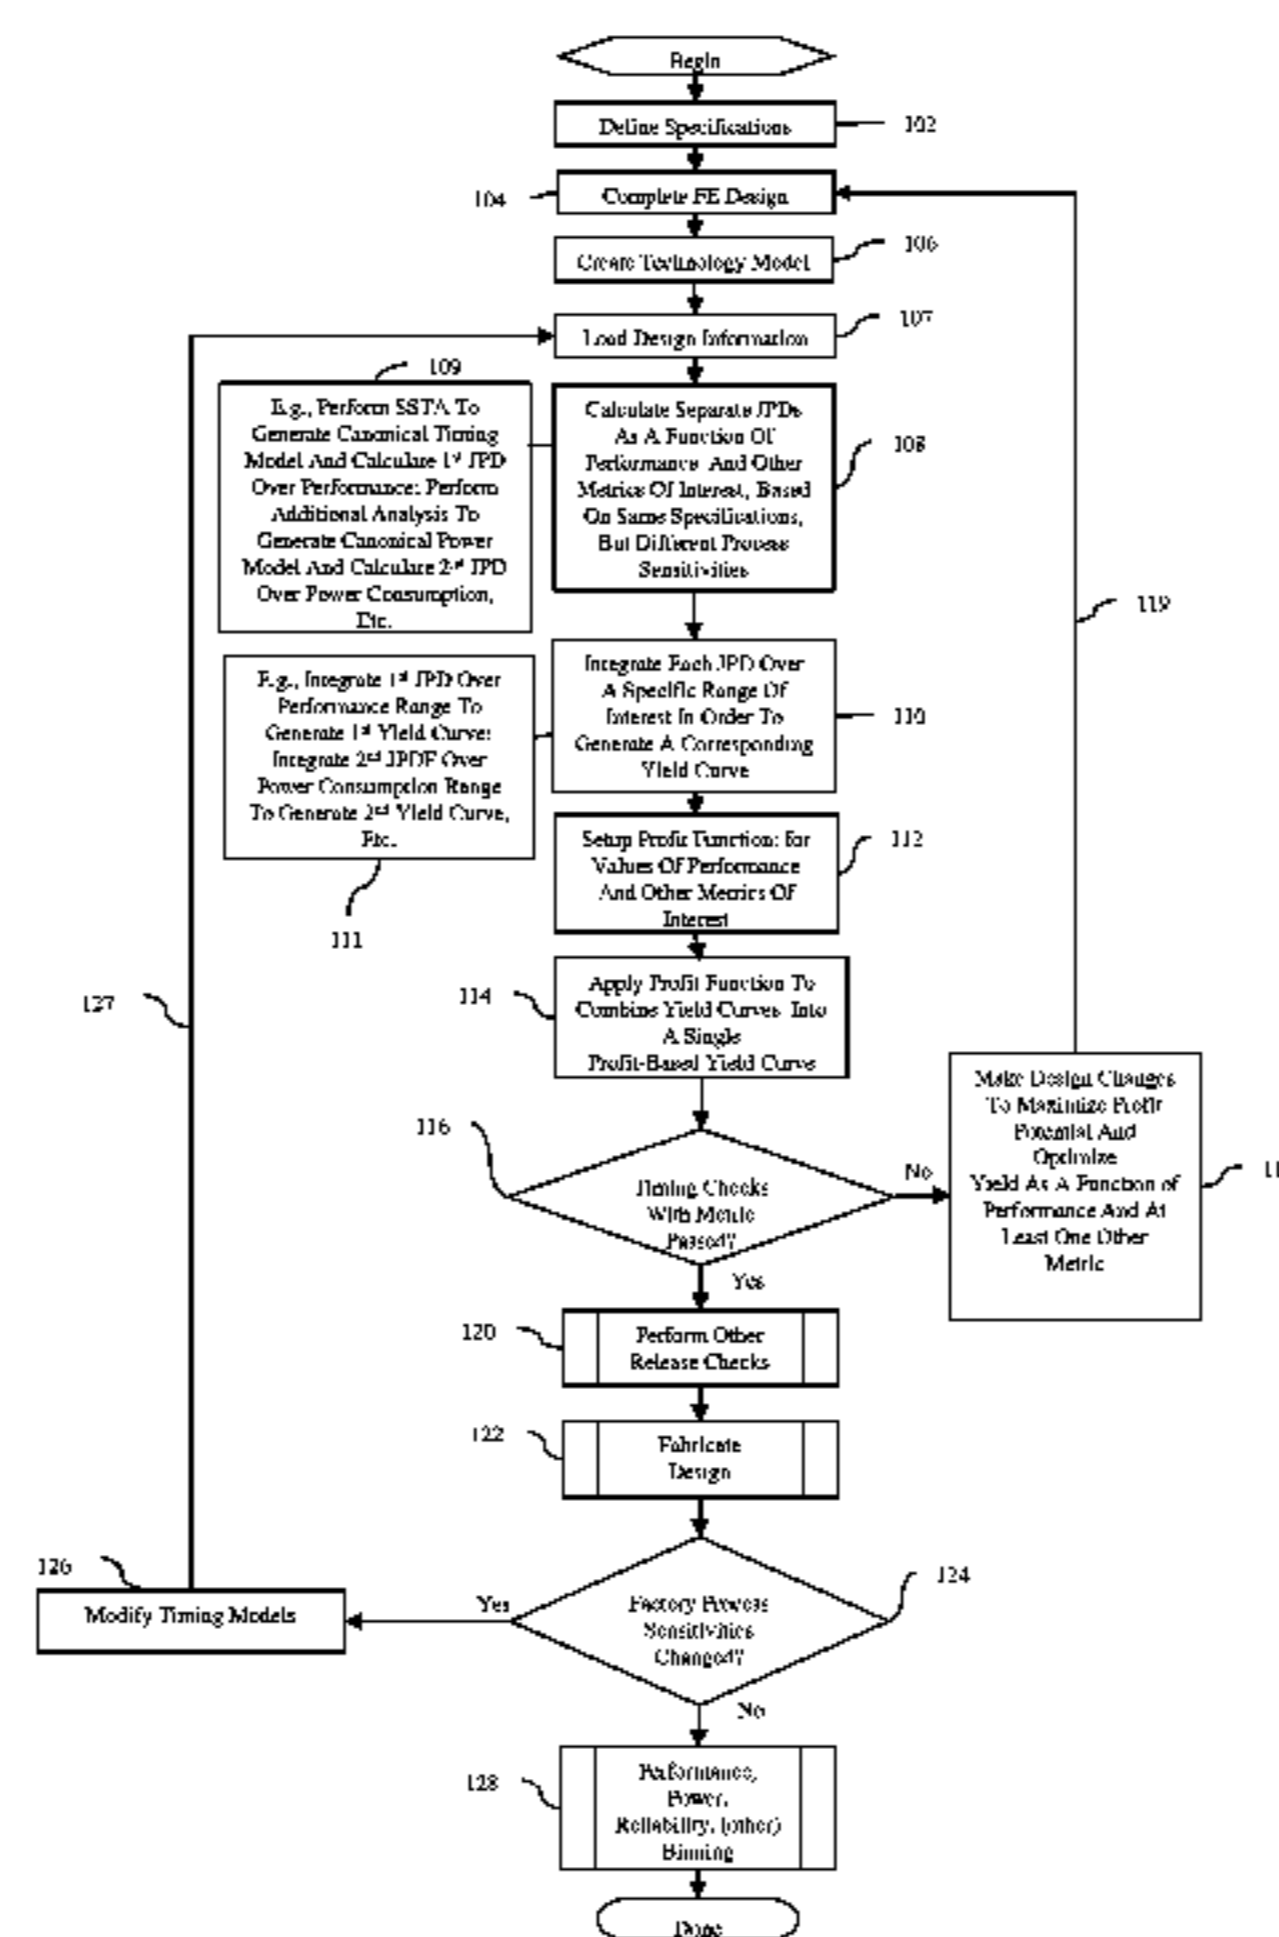 Begin
Define Specifications
102
104
Complete FE Design
Create Technology Model
106
Load Design Information
107
109
E.g., Perform SSTA To
Generate Canonical Timing
Model And Calculate 1st JPD
Over Performance; Perform
Additional Analysis To
Generate Canonical Power
Model And Calculate 2nd JPD
Over Power Consumption,
Etc.
Calculate Separate JPDs
As A Function Of
Performance And Other
Metrics Of Interest, Based
On Same Specifications,
But Different Process
Sensitivities
108
119
E.g., Integrate 1st JPD Over
Performance Range To
Generate 1st Yield Curve;
Integrate 2nd JPDF Over
Power Consumption Range
To Generate 2nd Yield Curve,
Etc.
111
Integrate Each JPD Over
A Specific Range Of
Interest In Order To
Generate A Corresponding
Yield Curve
110
Setup Profit Function: for
Values Of Performance
And Other Metrics Of
Interest
112
127
114
Apply Profit Function To
Combine Yield Curves Into
A Single
Profit-Based Yield Curve
116
Timing Checks
With Metric
Passed?
No
Yes
Make Design Changes
To Maximize Profit
Potential And
Optimize
Yield As A Function of
Performance And At
Least One Other
Metric
11
120
Perform Other
Release Checks
122
Fabricate
Design
126
Modify Timing Models
Yes
Factory Process
Sensitivities
Changed?
124
No
128
Performance,
Power,
Reliability, (other)
Binning
Done